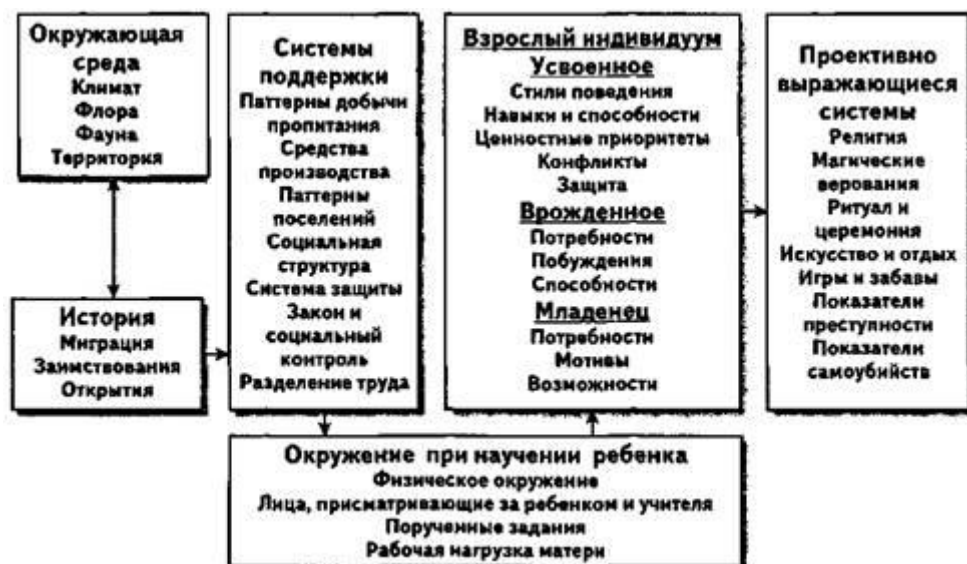 Окружающая
среда
Климат
Флора
Фауна
Территория
История
Миграция
Заимствования
Открытия
Системы
поддержки
Паттерны добычи
пропитания
Средства
производства
Паттерны
поселений
Социальная
структура
Система защиты
Закон и
социальный
контроль
Разделение труда
Взрослый индивидуум
Усвоенное
Стили поведения
Навыки и способности
Ценностные приоритеты
Конфликты
Защита
Врожденное
Потребности
Побуждения
Способности
Младенец
Потребности
Мотивы
Возможности
Проективно
выражающиеся
системы
Религия
Магические
верования
Ритуал и
церемония
Искусство и отдых
Игры и забавы
Показатели
преступности
Показатели
самоубийств
Окружение при научении ребенка
Физическое окружение
Лица, присматривающие за ребенком и учителя
Порученные задания
Рабочая нагрузка матери